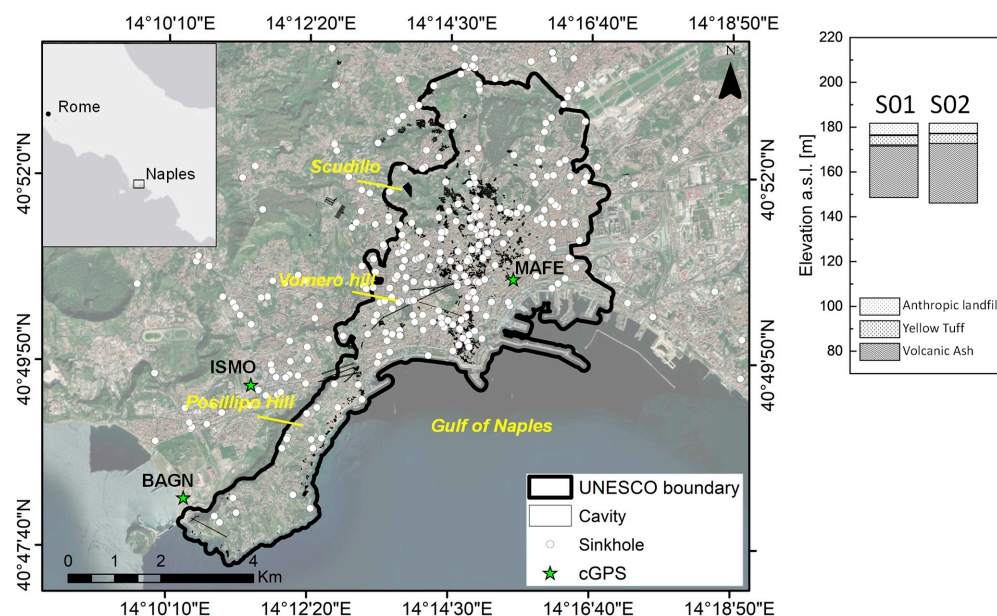 14°10'10"E 14°12'20"E 14°14'30"E 14°16'40"E 14°18'50"E
N
Rome
Naples
40°52'0"N
40°52'0"N
Scudillo
MAFE
Vomero hill
40°49'50"N
40°49'50"N
ISMO
Posillipo Hill
Gulf of Naples
BAGN
40°47'40"N
40°47'40"N
UNESCO boundary
Cavity
Sinkhole
cGPS
0 1 2 4
Km
14°10'10"E 14°12'20"E 14°14'30"E 14°16'40"E 14°18'50"E
Elevation a.s.l. [m]
220
200
180
160
140
120
100
80
S01 S02
Anthropic landfil
Yellow Tuff
Volcanic Ash